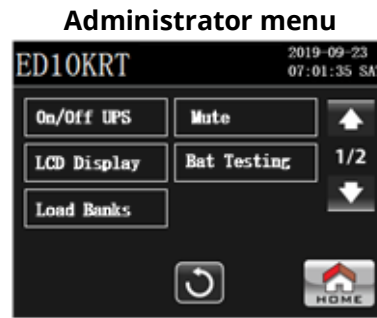 Administrator menu
ED10KRT
2019-09-23
07:01:35 SA
On/Off UPS
Mute
LCD Display
Bat Testing
1/2
Load Banks
HOME